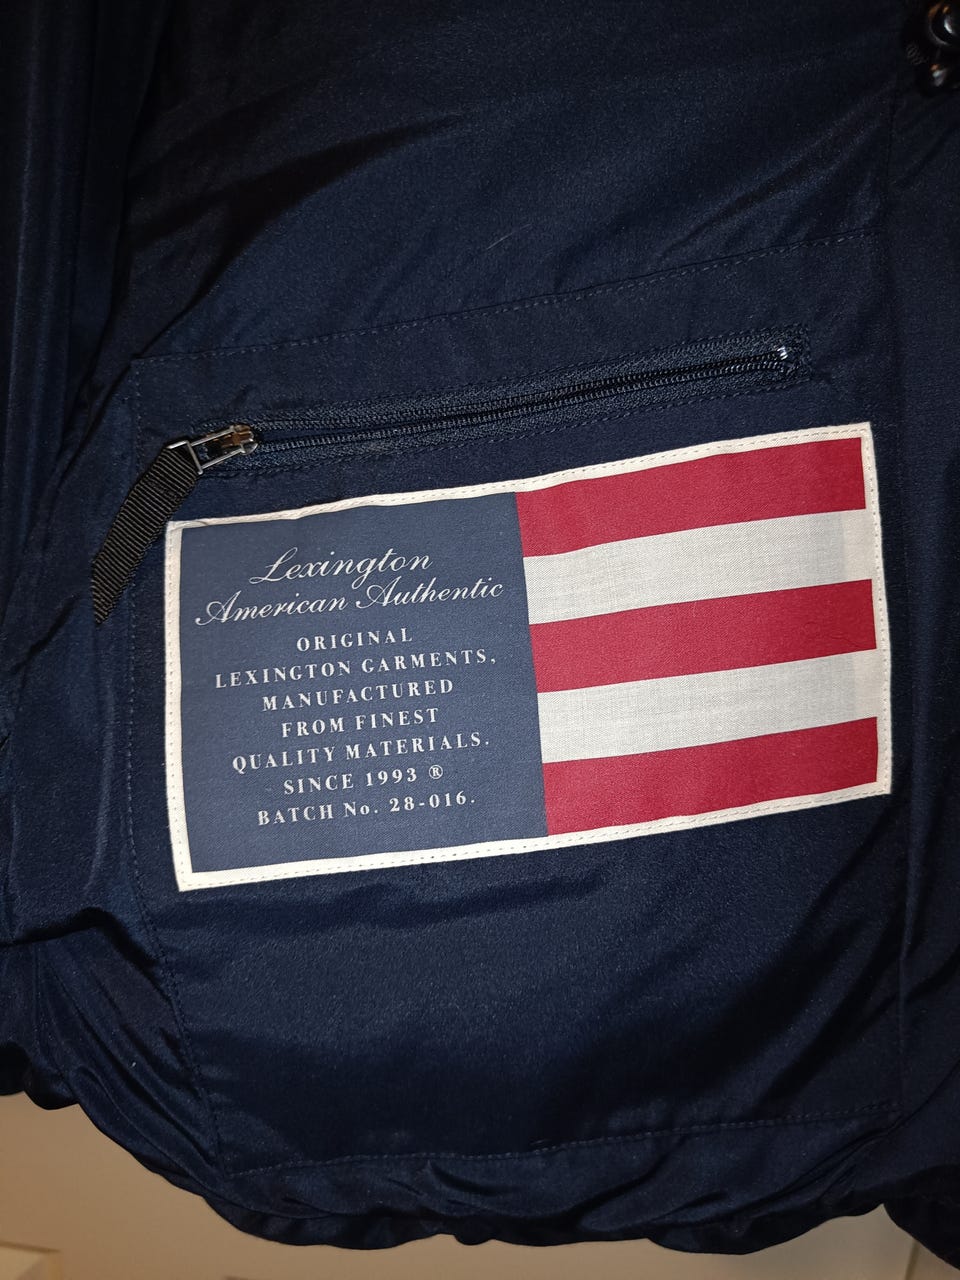 Lexington
American Authentic
ORIGINAL
LEXINGTON GARMENTS,
MANUFACTURED
FROM FINEST
QUALITY MATERIALS.
SINCE 1993 ®
BATCH No. 28-016.